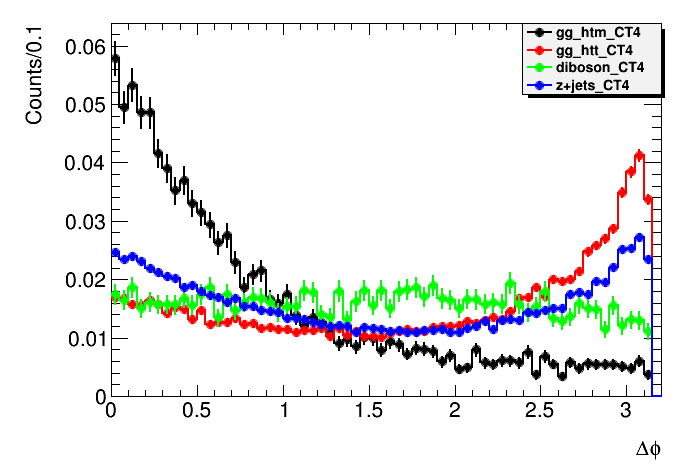 Counts/0.1
0.06
0.05
0.04
0.03
0.02
0.01
0
gg_htm_CT4
gg_htt_CT4
diboson_CT4
z+jets_CT4
0 0.5 1 1.5 2 2.5 3
Δϕ